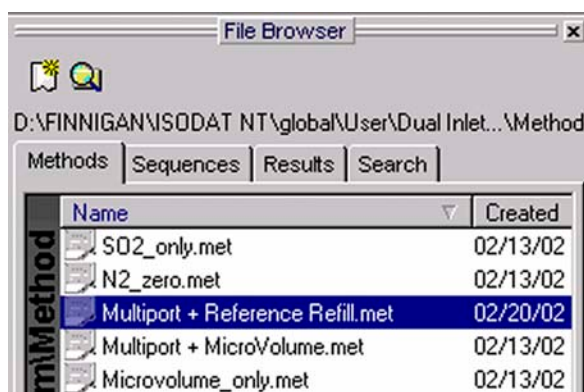 File Browser
D:\FINNIGAN\ISODAT NT\global\User\Dual Inlet...\Method
Methods Sequences Results Search
Name Created
SO2_only.met 02/13/02
N2_zero.met 02/13/02
Multiport + Reference Refill.met 02/20/02
Multiport + MicroVolume.met 02/13/02
Microvolume_only.met 02/13/02
m\Method